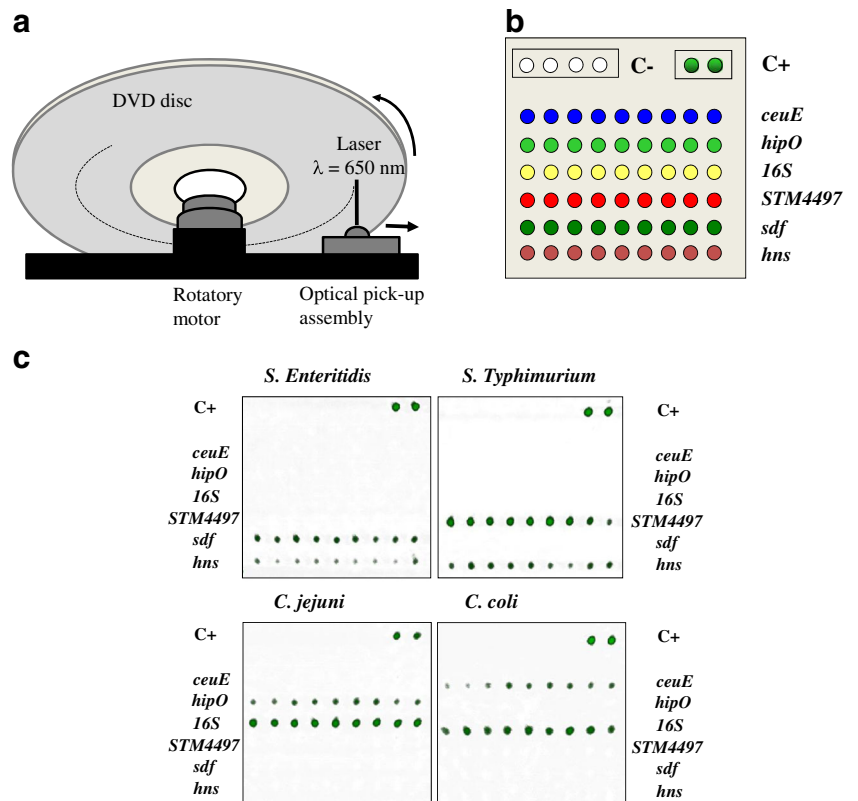 a
DVD disc
Laser
λ = 650 nm
Rotatory
motor
Optical pick-up
assembly
b
C-
C+
ceuE
hipO
16S
STM4497
sdf
hns
c
S. Enteritidis
S. Typhimurium
C+
C+
ceuE
hipO
16S
STM4497
sdf
hns
ceuE
hipO
16S
STM4497
sdf
hns
C. jejuni
C. coli
C+
C+
ceuE
hipO
16S
STM4497
sdf
hns
ceuE
hipO
16S
STM4497
sdf
hns